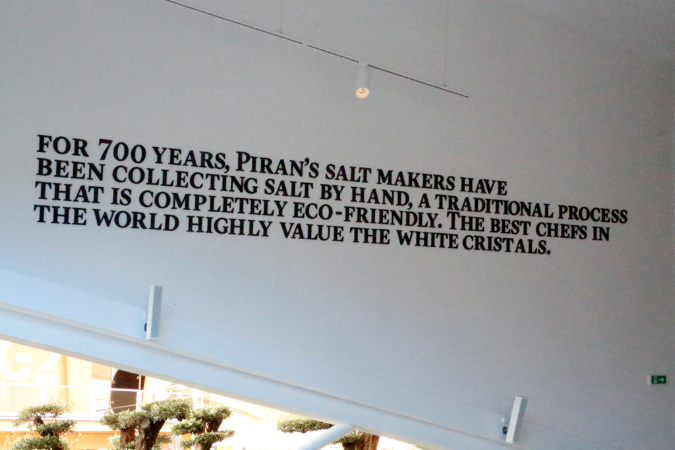 FOR 700 YEARS, PIRAN'S SALT MAKERS HAVE
BEEN COLLECTING SALT BY HAND, A TRADITIONAL PROCESS
THAT IS COMPLETELY ECO-FRIENDLY. THE BEST CHEFS IN
THE WORLD HIGHLY VALUE THE WHITE CRISTALS.
G2